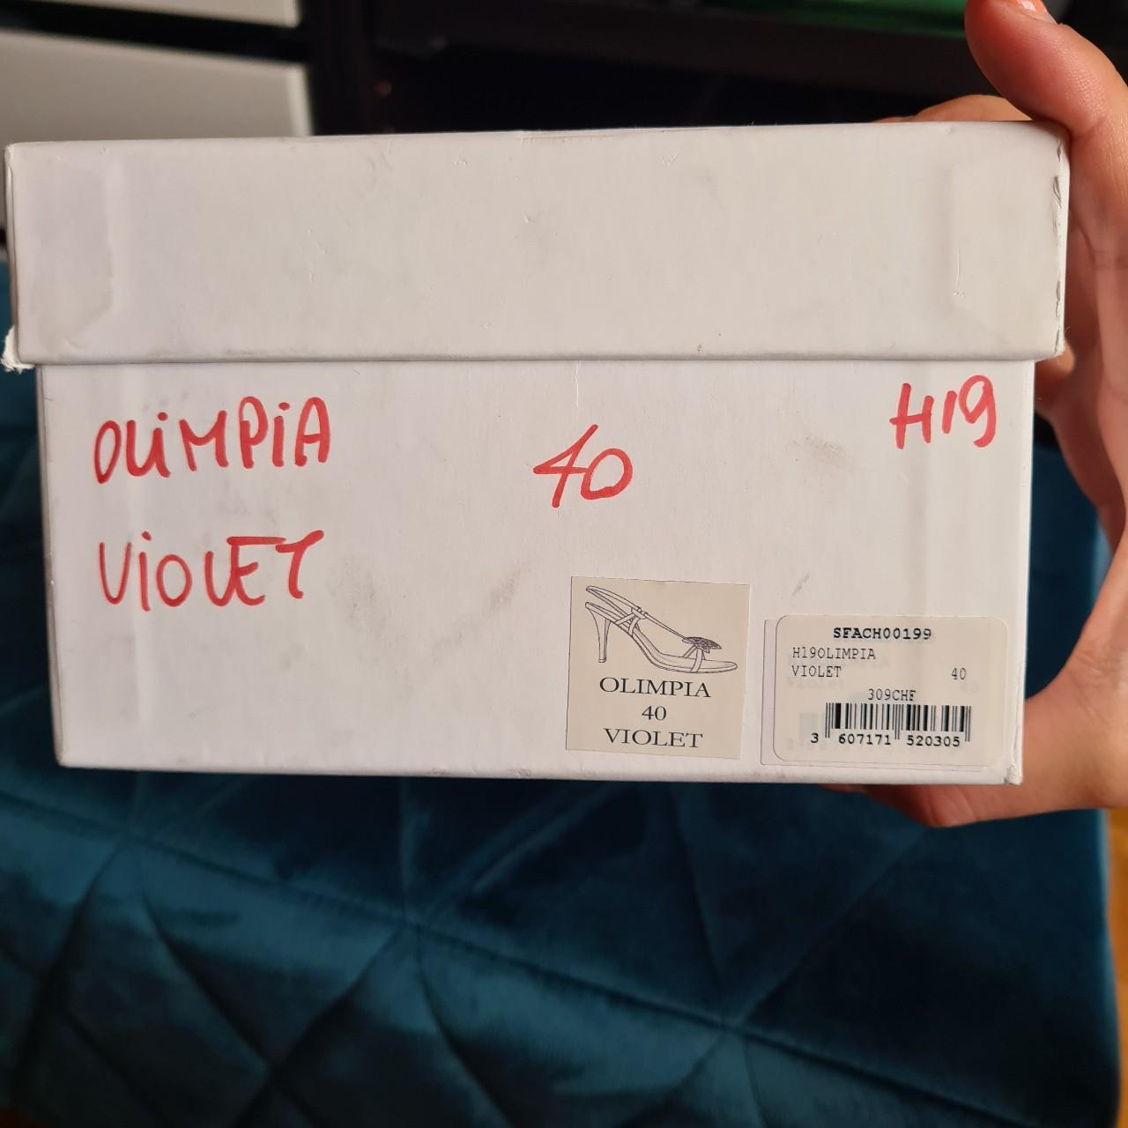 OLiMPiA
40
H19
ViOLET
OLIMPIA
40
VIOLET
SFACH00199
H19OLIMPIA
VIOLET 40
309CHF
3 607171 520305